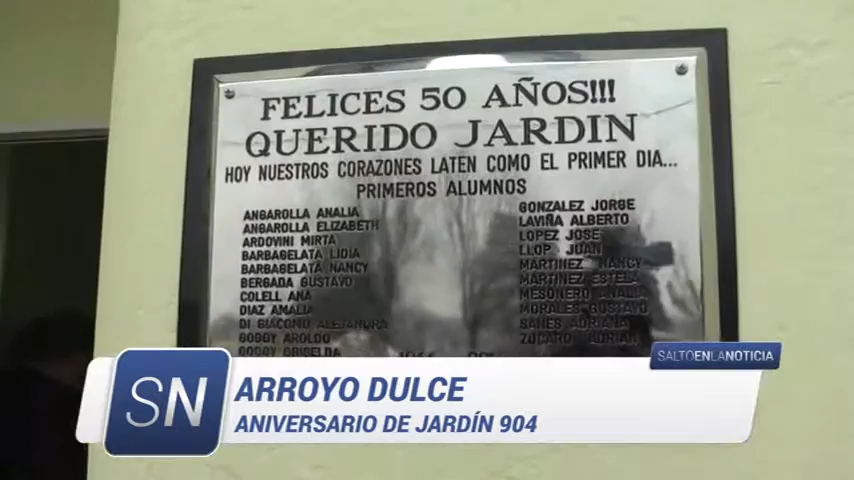 FELICES 50 AÑOS!!!
QUERIDO JARDIN
HOY NUESTROS CORAZONES LATEN COMO EL PRIMER DIA...
PRIMEROS ALUMNOS
ANGAROLLA ANALIA
ANGAROLLA ELIZABETH
ARDOVINI MIRTA
BARBAGELATA LIDIA
BARBAGELATA NANCY
BERGADA GUSTAVO
COLELL ANA
DIAZ AMALIA
DI GIACOMO ALEJANDRA
GODOY AROLDO
GODOY GRISELDA
GONZALEZ JORGE
LAVIÑA ALBERTO
LOPEZ JOSE
LLOP JUAN
MARTINEZ NANCY
MARTINEZ ESTELA
MESONERO ANALIA
MORALES GUSTAVO
SANES ADRIANA
ZUCARO ADRIAN
SALTOENLANOTICIA
SN
ARROYO DULCE
ANIVERSARIO DE JARDÍN 904